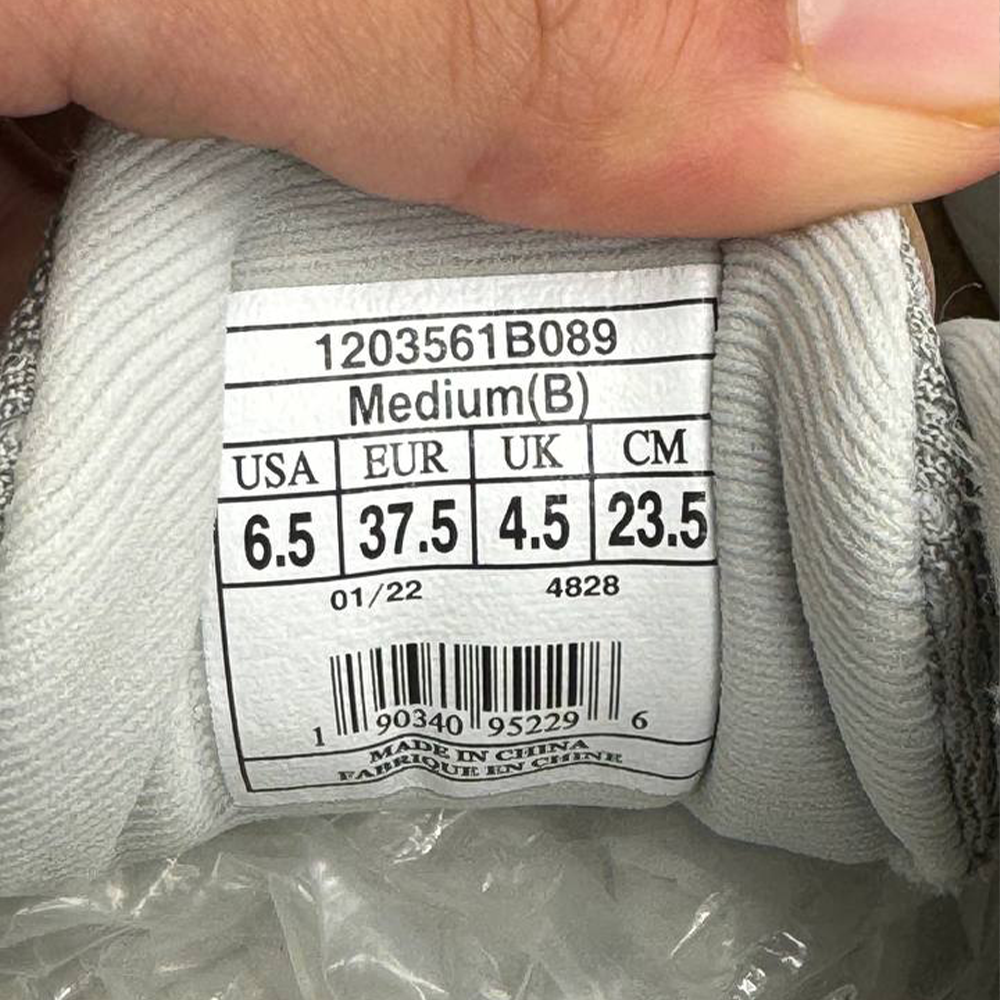 1203561B089
Medium(B)
USA EUR UK CM
6.5 37.5 4.5 23.5
01/22 4828
1 90340 95229 6
MADE IN CHINA
FABRIQUE EN CHINE